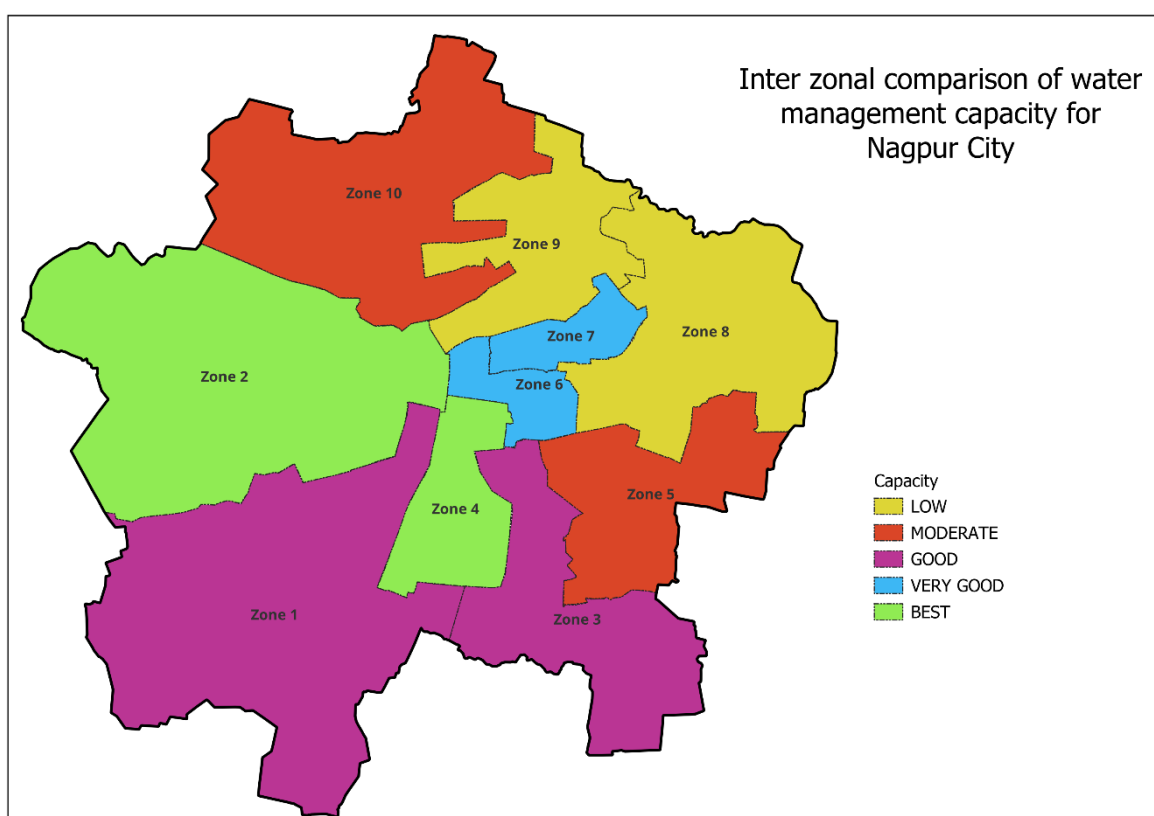 Inter zonal comparison of water
management capacity for
Nagpur City
Zone 10
Zone 9
Zone 7
Zone 8
Zone 2
Zone 6
Zone 5
Zone 4
Zone 1
Zone 3
Capacity
LOW
MODERATE
GOOD
VERY GOOD
BEST